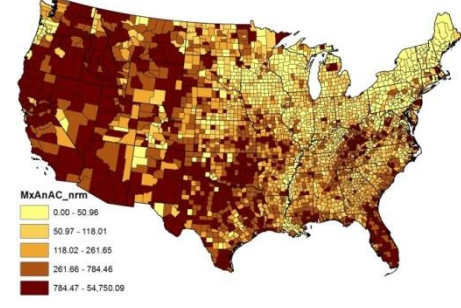 MxAnAC_nrm
0.00 - 50.96
50.97 - 118.01
118.02 - 261.65
261.66 - 784.46
784.47 - 54,750.09